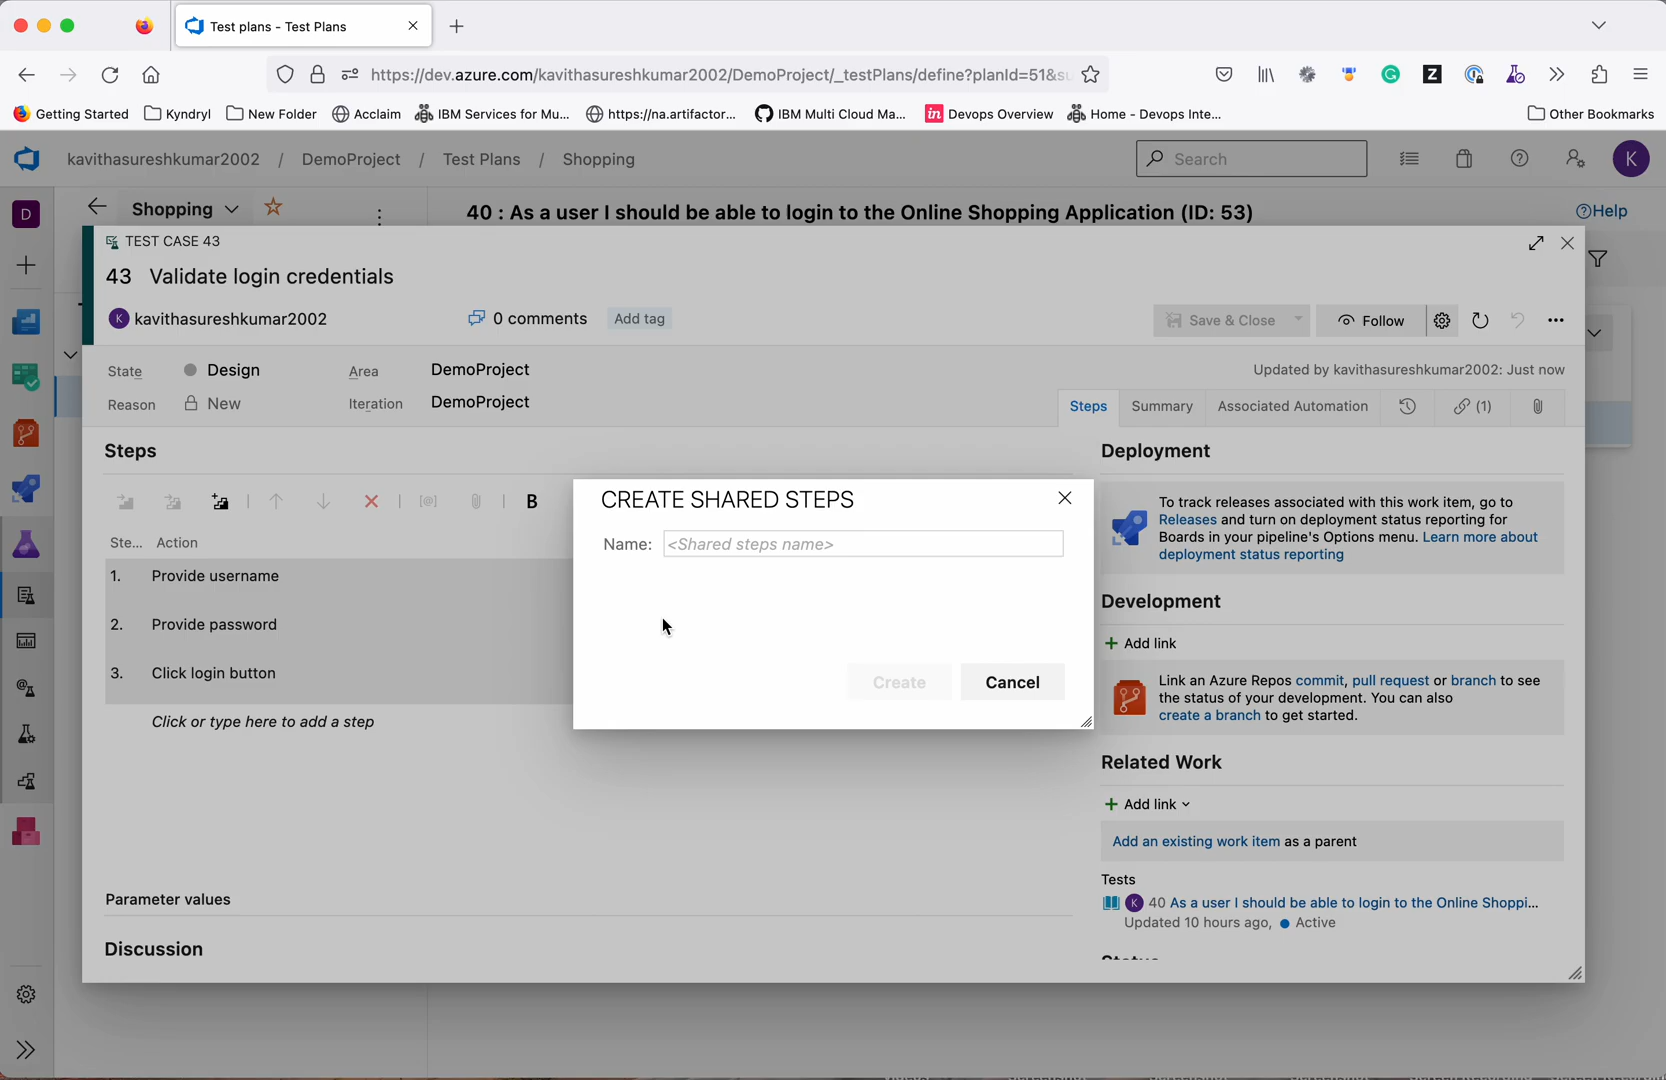 Test plans - Test Plans
https://dev.azure.com/kavithasureshkumar2002/DemoProject/_testPlans/define?planId=51&su
Getting Started
Kyndryl
New Folder
Acclaim
IBM Services for Mu...
https://na.artifactor...
IBM Multi Cloud Ma...
in Devops Overview
Home - Devops Inte...
Other Bookmarks
kavithasureshkumar2002 / DemoProject / Test Plans / Shopping
Search
K
D
Shopping
40 : As a user I should be able to login to the Online Shopping Application (ID: 53)
Help
TEST CASE 43
43 Validate login credentials
K kavithasureshkumar2002
0 comments
Add tag
Save & Close
Follow
State
Design
Area
DemoProject
Updated by kavithasureshkumar2002: Just now
Reason
New
Iteration
DemoProject
Steps
Summary
Associated Automation
(1)
Steps
B
Ste... Action
1. Provide username
2. Provide password
3. Click login button
Click or type here to add a step
Parameter values
Discussion
CREATE SHARED STEPS
Name: <Shared steps name>
Create
Cancel
Deployment
To track releases associated with this work item, go to
Releases and turn on deployment status reporting for
Boards in your pipeline's Options menu. Learn more about
deployment status reporting
Development
+ Add link
Link an Azure Repos commit, pull request or branch to see
the status of your development. You can also
create a branch to get started.
Related Work
+ Add link
Add an existing work item as a parent
Tests
K 40 As a user I should be able to login to the Online Shoppi...
Updated 10 hours ago, Active